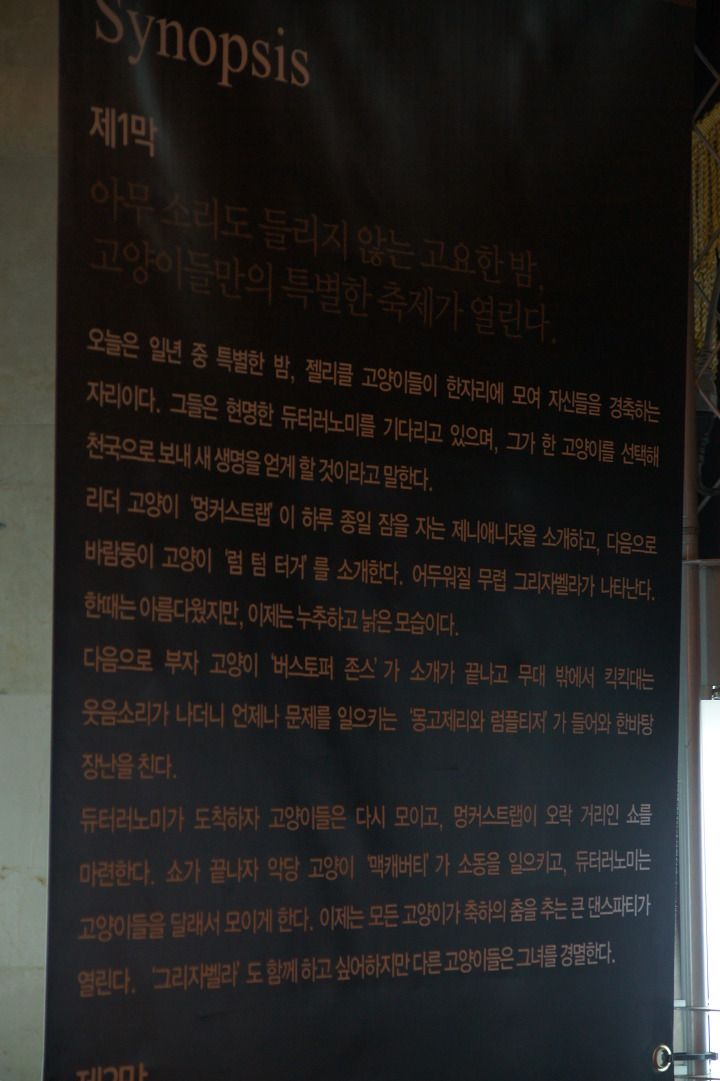 Synopsis
제1막
아무 소리도 들리지 않는 고요한 밤,
고양이들만의 특별한 축제가 열린다.
오늘은 일년 중 특별한 밤, 젤리클 고양이들이 한자리에 모여 자신들을 경축하는
자리이다. 그들은 현명한 듀터러노미를 기다리고 있으며, 그가 한 고양이를 선택해
천국으로 보내 새 생명을 얻게 할 것이라고 말한다.
리더 고양이 '멍커스트랩' 이 하루 종일 잠을 자는 제니애니닷을 소개하고, 다음으로
바람둥이 고양이 '럼 텀 터거' 를 소개한다. 어두워질 무렵 그리자벨라가 나타난다.
한때는 아름다웠지만, 이제는 누추하고 낡은 모습이다.
다음으로 부자 고양이 '버스토퍼 존스' 가 소개가 끝나고 무대 밖에서 킥킥대는
웃음소리가 나더니 언제나 문제를 일으키는 '몽고제리와 럼플티저' 가 들어와 한바탕
장난을 친다.
듀터러노미가 도착하자 고양이들은 다시 모이고, 멍커스트랩이 오락 거리인 쇼를
마련한다. 쇼가 끝나자 악당 고양이 '맥캐버티' 가 소동을 일으키고, 듀터러노미는
고양이들을 달래서 모이게 한다. 이제는 모든 고양이가 축하의 춤을 추는 큰 댄스파티가
열린다. '그리자벨라' 도 함께 하고 싶어하지만 다른 고양이들은 그녀를 경멸한다.
제2막